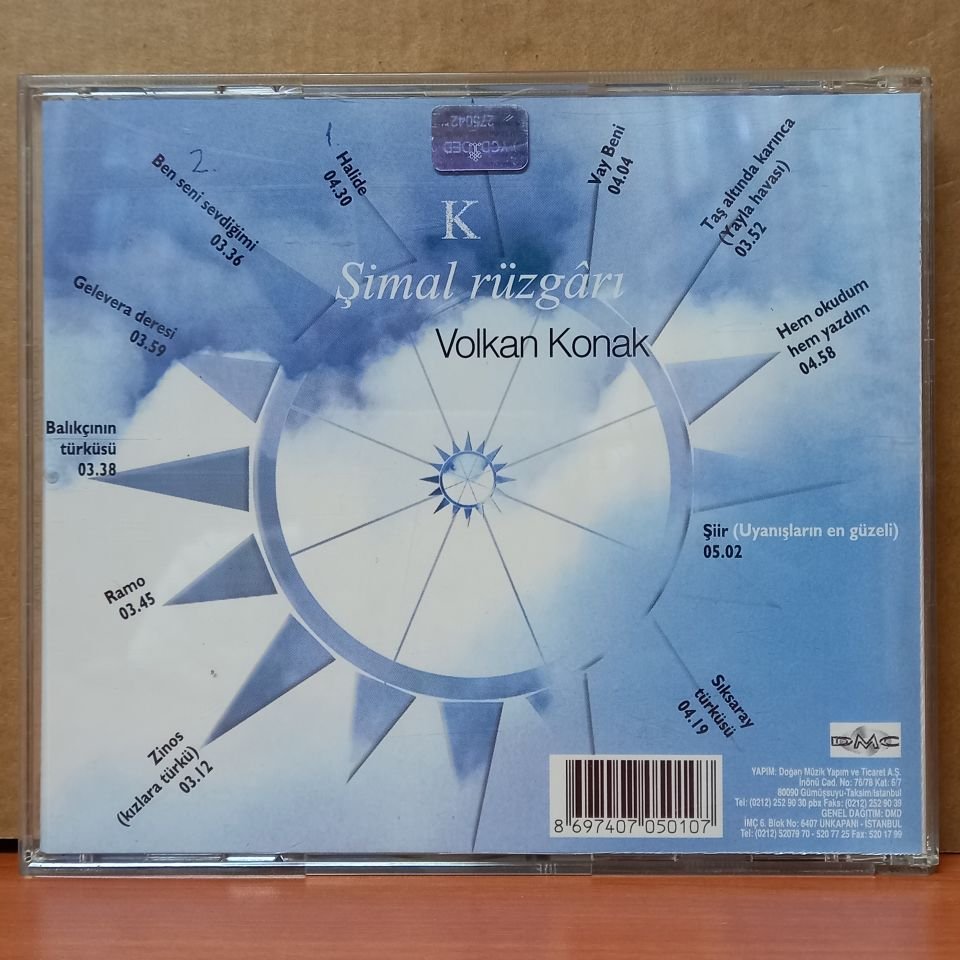 275042
K
Şimal rüzgârı
Volkan Konak
1
Halide
04.30
2.
Ben seni sevdiğimi
03.36
Gelevera deresi
03.59
Balıkçının
türküsü
03.38
Ramo
03.45
Zinos
(kızlara türkü)
03.12
Vay Beni
04.04
Taş altında karınca
(Yayla havası)
03.52
Hem okudum
hem yazdım
04.58
Şiir (Uyanışların en güzeli)
05.02
Sıksaray
türküsü
04.19
DMC
YAPIM: Doğan Müzik Yapım ve Ticaret A.Ş.
İnönü Cad. No: 76/78 Kat: 6/7
80090 Gümüşsuyu-Taksim/İstanbul
Tel: (0212) 252 90 30 pbx Faks: (0212) 252 90 39
GENEL DAĞITIM: DMD
İMÇ 6. Blok No: 6407 UNKAPANI - İSTANBUL
Tel: (0212) 52079 70 - 520 77 25 Fax: 520 17 99
8 697407 050107